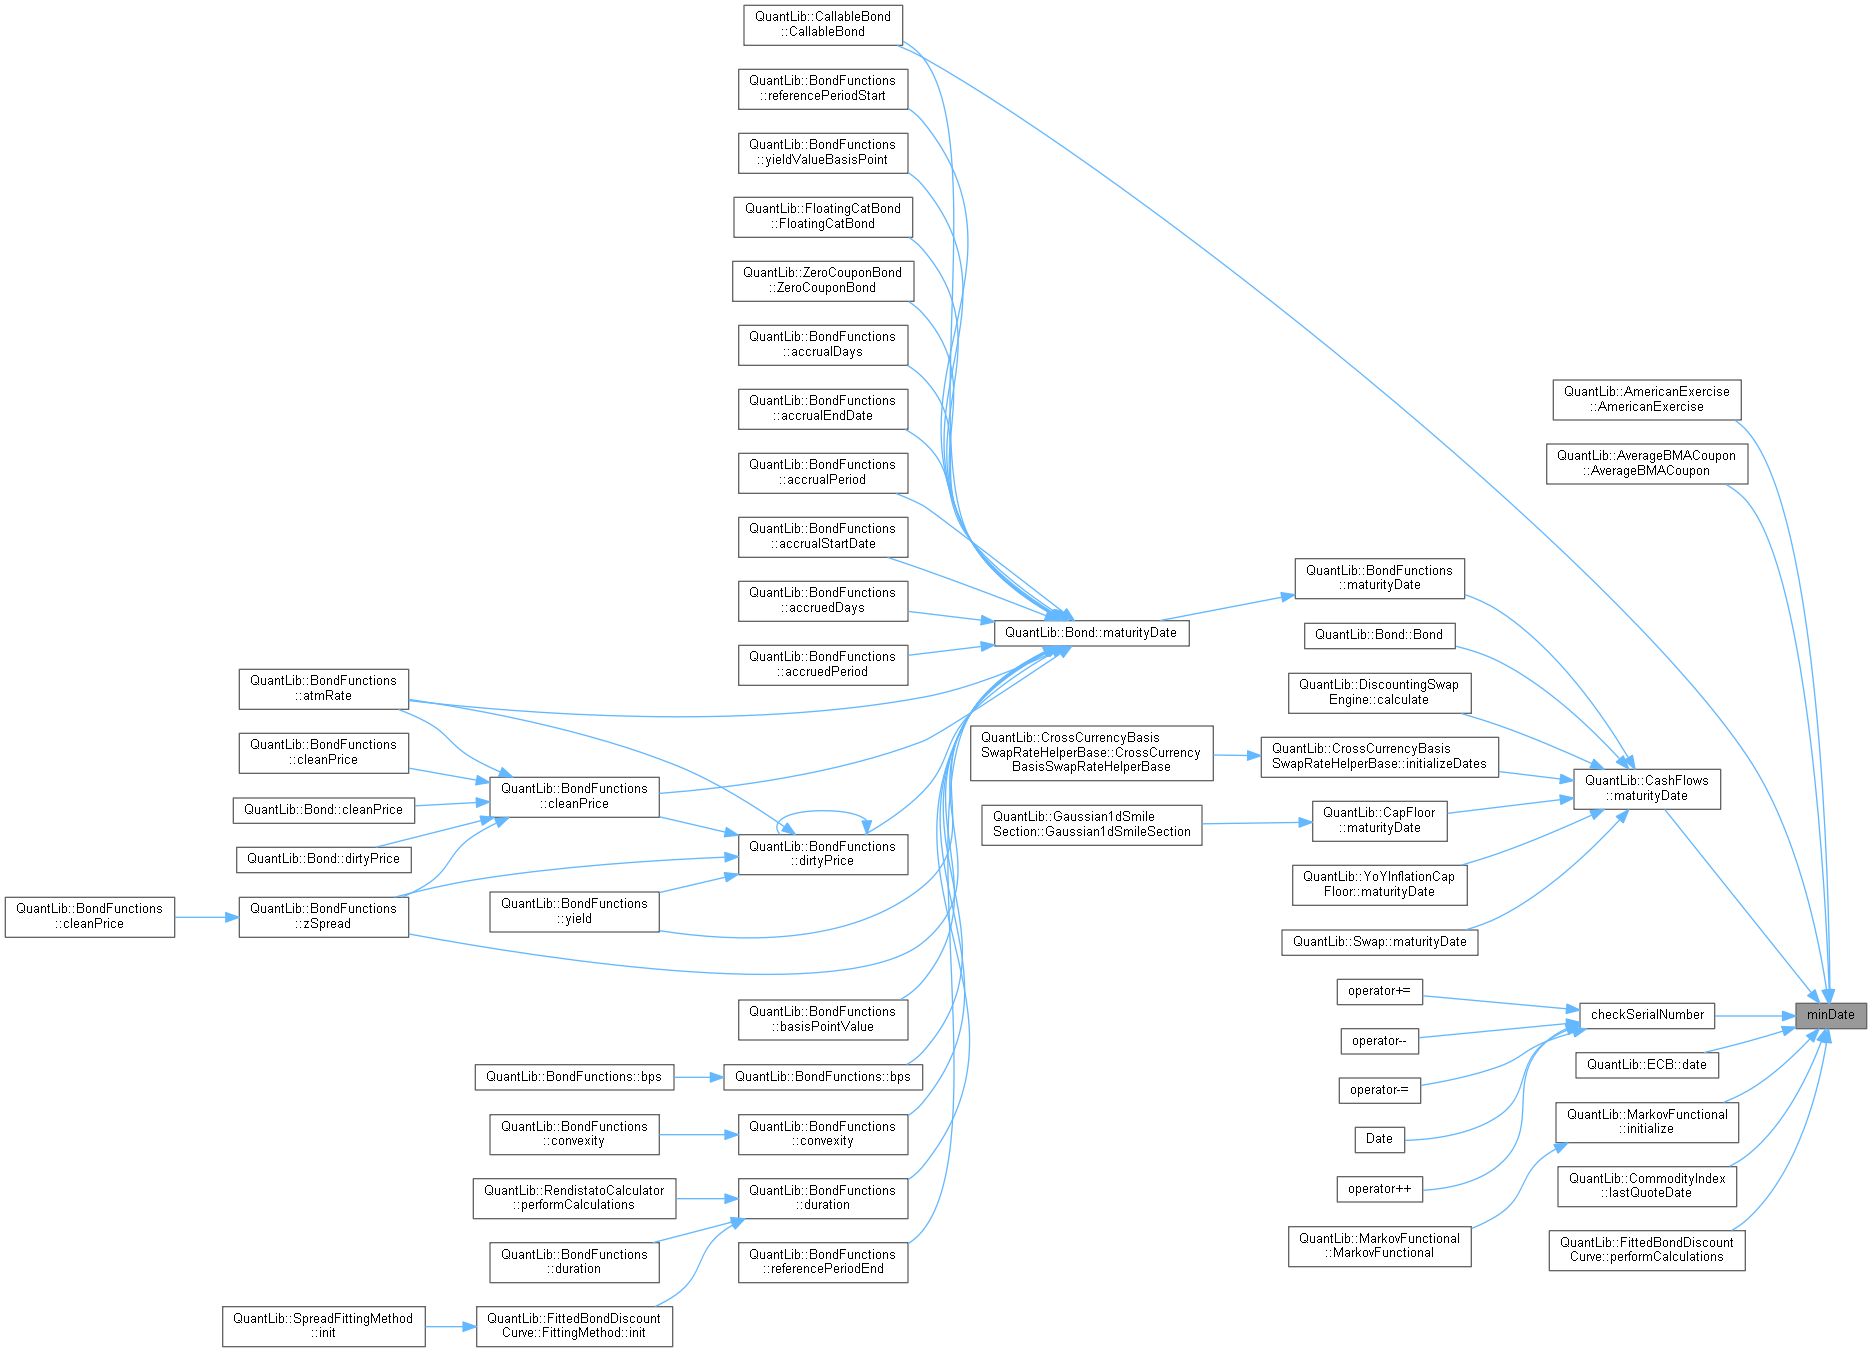 QuantLib::CallableBond
::CallableBond
QuantLib::BondFunctions
::referencePeriodStart
QuantLib::BondFunctions
::yieldValueBasisPoint
QuantLib::FloatingCatBond
::FloatingCatBond
QuantLib::ZeroCouponBond
::ZeroCouponBond
QuantLib::BondFunctions
::accrualDays
QuantLib::BondFunctions
::accrualEndDate
QuantLib::BondFunctions
::accrualPeriod
QuantLib::BondFunctions
::accrualStartDate
QuantLib::BondFunctions
::accruedDays
QuantLib::BondFunctions
::accruedPeriod
QuantLib::BondFunctions
::atmRate
QuantLib::BondFunctions
::cleanPrice
QuantLib::Bond::cleanPrice
QuantLib::Bond::dirtyPrice
QuantLib::BondFunctions
::cleanPrice
QuantLib::BondFunctions
::zSpread
QuantLib::BondFunctions
::cleanPrice
QuantLib::BondFunctions
::dirtyPrice
QuantLib::BondFunctions
::yield
QuantLib::BondFunctions
::basisPointValue
QuantLib::BondFunctions::bps
QuantLib::BondFunctions::bps
QuantLib::BondFunctions
::convexity
QuantLib::BondFunctions
::convexity
QuantLib::RendistatoCalculator
::performCalculations
QuantLib::BondFunctions
::duration
QuantLib::BondFunctions
::duration
QuantLib::BondFunctions
::referencePeriodEnd
QuantLib::SpreadFittingMethod
::init
QuantLib::FittedBondDiscount
Curve::FittingMethod::init
QuantLib::Bond::maturityDate
QuantLib::BondFunctions
::maturityDate
QuantLib::Bond::Bond
QuantLib::DiscountingSwap
Engine::calculate
QuantLib::CrossCurrencyBasis
SwapRateHelperBase::CrossCurrency
BasisSwapRateHelperBase
QuantLib::CrossCurrencyBasis
SwapRateHelperBase::initializeDates
QuantLib::Gaussian1dSmile
Section::Gaussian1dSmileSection
QuantLib::CapFloor
::maturityDate
QuantLib::YoYInflationCap
Floor::maturityDate
QuantLib::Swap::maturityDate
QuantLib::CashFlows
::maturityDate
QuantLib::AmericanExercise
::AmericanExercise
QuantLib::AverageBMACoupon
::AverageBMACoupon
operator+=
operator--
operator-=
Date
operator++
checkSerialNumber
minDate
QuantLib::ECB::date
QuantLib::MarkovFunctional
::initialize
QuantLib::MarkovFunctional
::MarkovFunctional
QuantLib::CommodityIndex
::lastQuoteDate
QuantLib::FittedBondDiscount
Curve::performCalculations